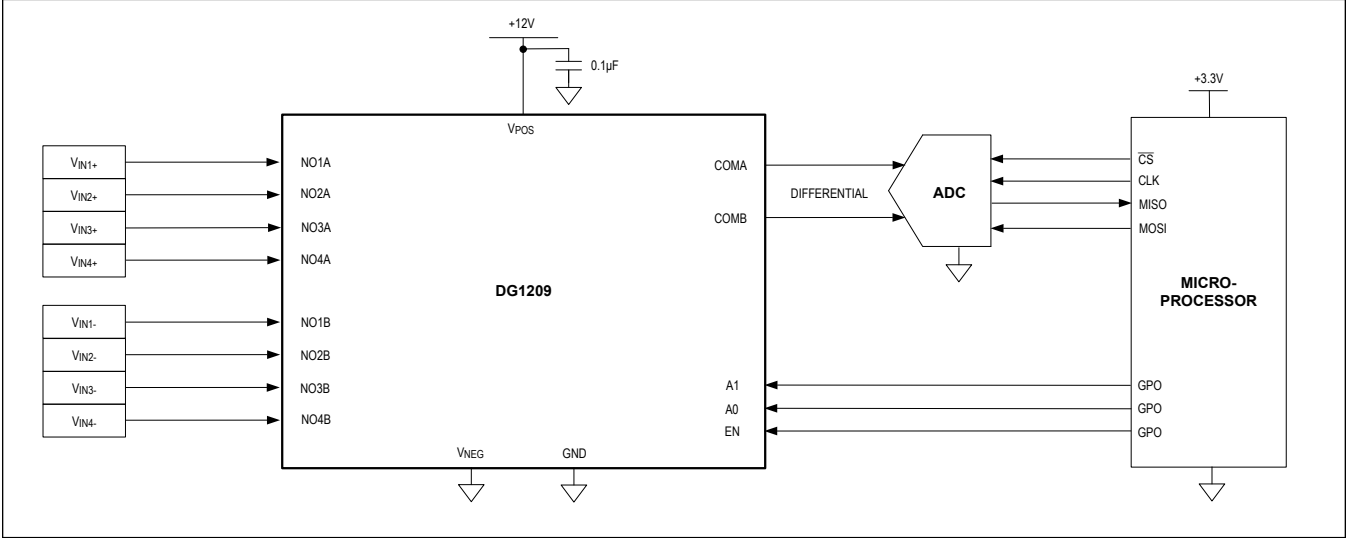 +12V
0.1µF
+3.3V
VPOS
VIN1+
VIN2+
VIN3+
VIN4+
NO1A
NO2A
NO3A
NO4A
COMA
COMB
DIFFERENTIAL
ADC
CS
CLK
MISO
MOSI
DG1209
MICRO-
PROCESSOR
VIN1-
VIN2-
VIN3-
VIN4-
NO1B
NO2B
NO3B
NO4B
A1
A0
EN
GPO
GPO
GPO
VNEG
GND